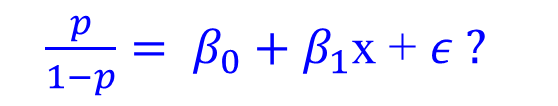 p/(1−p) = β₀ + β₁x + ϵ ?